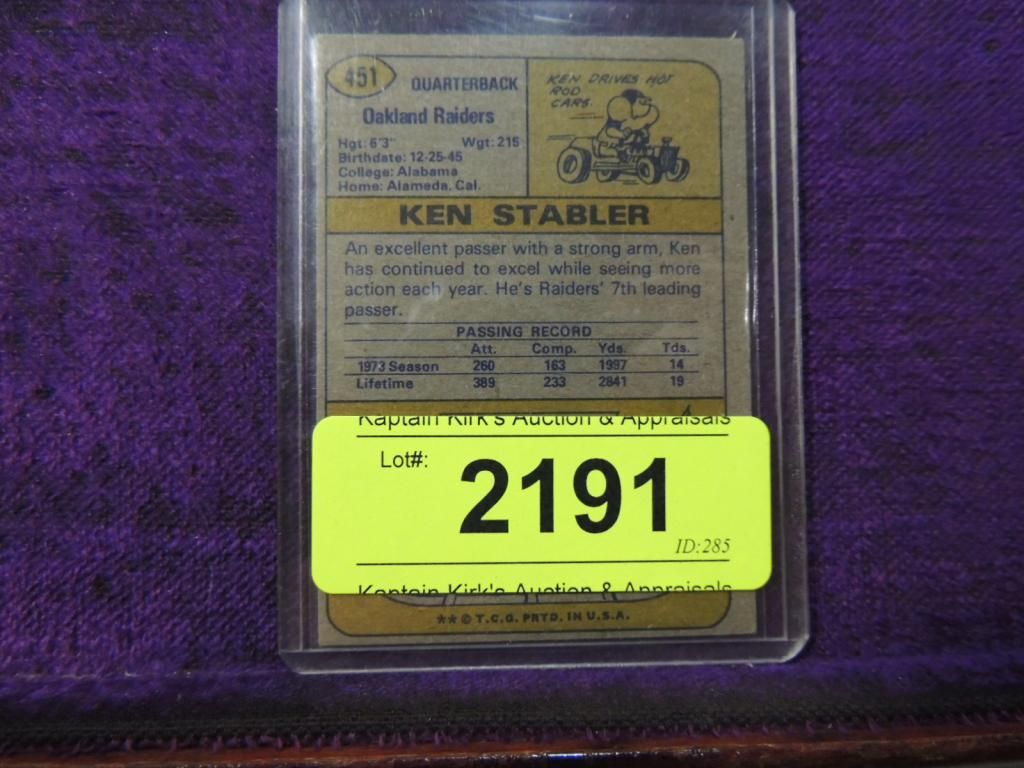 451
QUARTERBACK
Oakland Raiders
Hgt: 6'3" Wgt: 215
Birthdate: 12-25-45
College: Alabama
Home: Alameda, Cal.
KEN DRIVES HOT
ROD
CARS.
KEN STABLER
An excellent passer with a strong arm, Ken
has continued to excel while seeing more
action each year. He's Raiders' 7th leading
passer.
PASSING RECORD
Att. Comp. Yds. Tds.
1973 Season 260 163 1997 14
Lifetime 389 233 2841 19
Kaptain Kirk's Auction & Appraisals
Lot#: 2191
ID:285
Kaptain Kirk's Auction & Appraisals
** © T.C.G. PRTD. IN U.S.A.